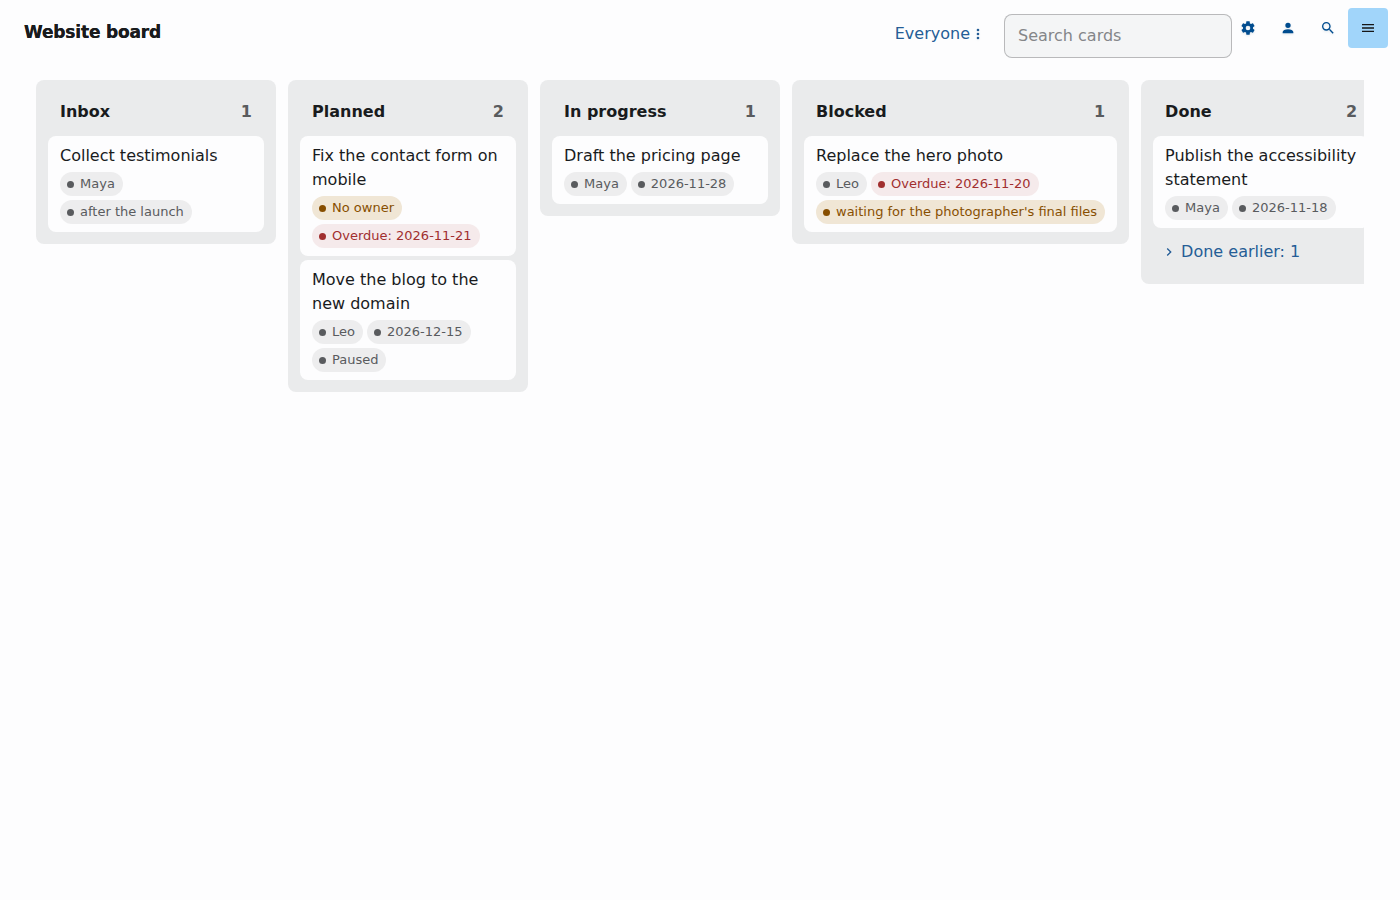 Website board
Everyone
Search cards
Inbox 1
Collect testimonials
Maya
after the launch
Planned 2
Fix the contact form on
mobile
No owner
Overdue: 2026-11-21
Move the blog to the
new domain
Leo 2026-12-15
Paused
In progress 1
Draft the pricing page
Maya 2026-11-28
Blocked 1
Replace the hero photo
Leo Overdue: 2026-11-20
waiting for the photographer's final files
Done 2
Publish the accessibility
statement
Maya 2026-11-18
Done earlier: 1